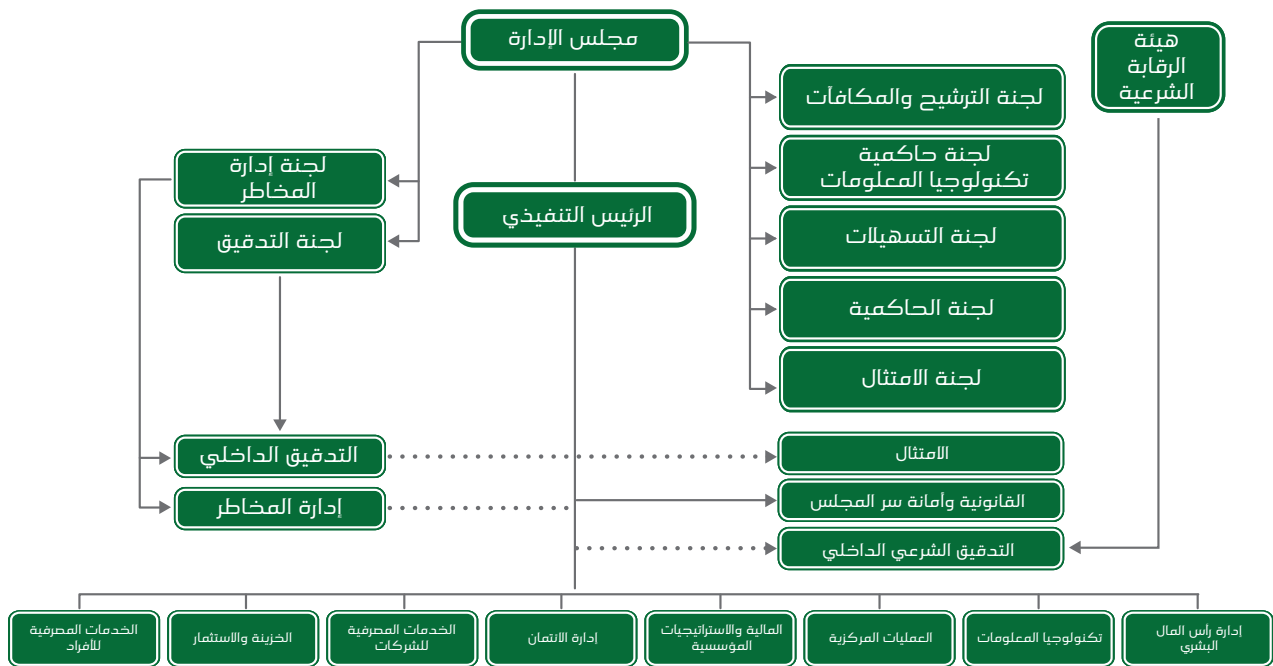 مجلس الإدارة
هيئة
الرقابة
الشرعية
لجنة الترشيح والمكافآت
لجنة حاكمية
تكنولوجيا المعلومات
لجنة إدارة
المخاطر
الرئيس التنفيذي
لجنة التدقيق
لجنة التسهيلات
لجنة الحاكمية
لجنة الامتثال
الامتثال
التدقيق الداخلي
القانونية وأمانة سر المجلس
إدارة المخاطر
التدقيق الشرعي الداخلي
إدارة رأس المال
البشري
تكنولوجيا المعلومات
العمليات المركزية
المالية والاستراتيجيات
المؤسسية
إدارة الائتمان
الخدمات المصرفية
للشركات
الخزينة والاستثمار
الخدمات المصرفية
للأفراد